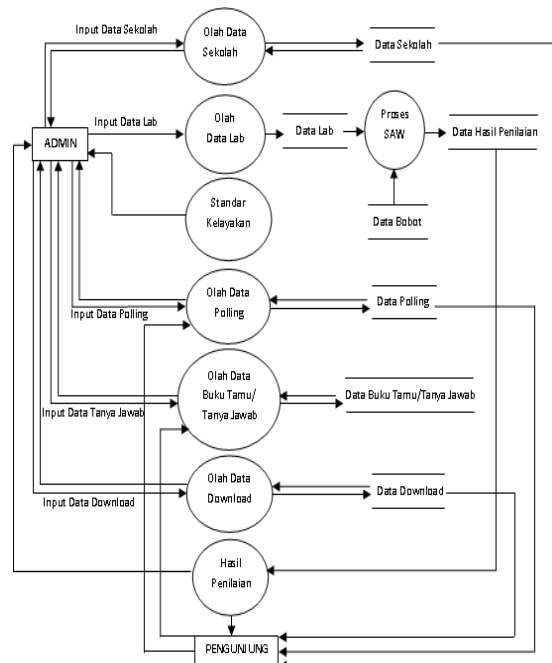 Input Data Sekolah
Olah Data
Sekolah
Data Sekolah
ADMIN
Input Data Lab
Olah
Data Lab
Data Lab
Proses
SAW
Data Hasil Penilaian
Standar
Kelayakan
Data Bobot
Olah Data
Polling
Data Polling
Input Data Polling
Olah Data
Buku Tamu/
Tanya Jawab
Data Buku Tamu/Tanya Jawab
Input Data Tanya Jawab
Olah Data
Download
Data Download
Input Data Download
Hasil
Penilaian
PENGUNJUNG